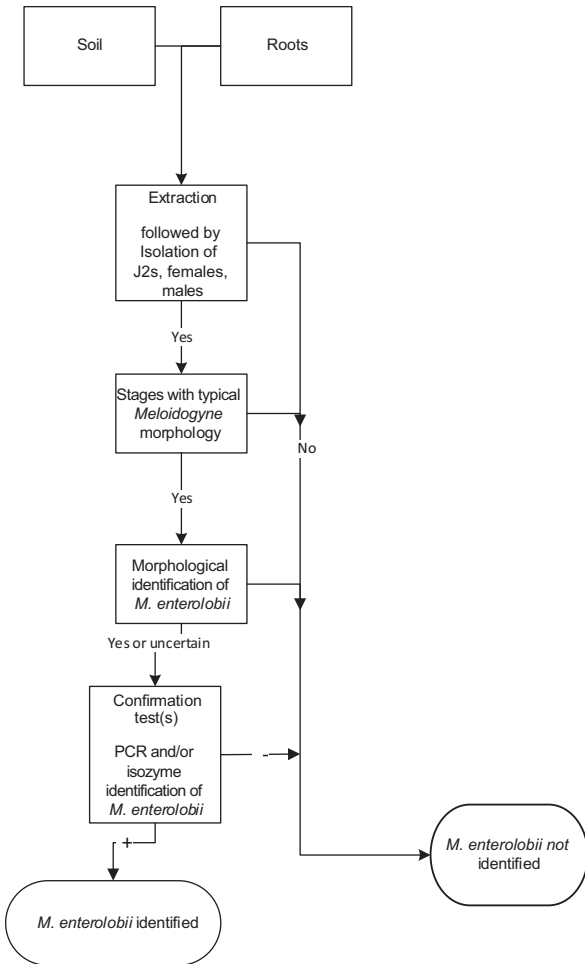 Soil
Roots
Extraction
followed by
Isolation of
J2s, females,
males
Yes
Stages with typical
Meloidogyne
morphology
No
Yes
Morphological
identification of
M. enterolobii
Yes or uncertain
Confirmation
test(s)
PCR and/or
isozyme
identification of
M. enterolobii
-
+
M. enterolobii not
identified
M. enterolobii identified